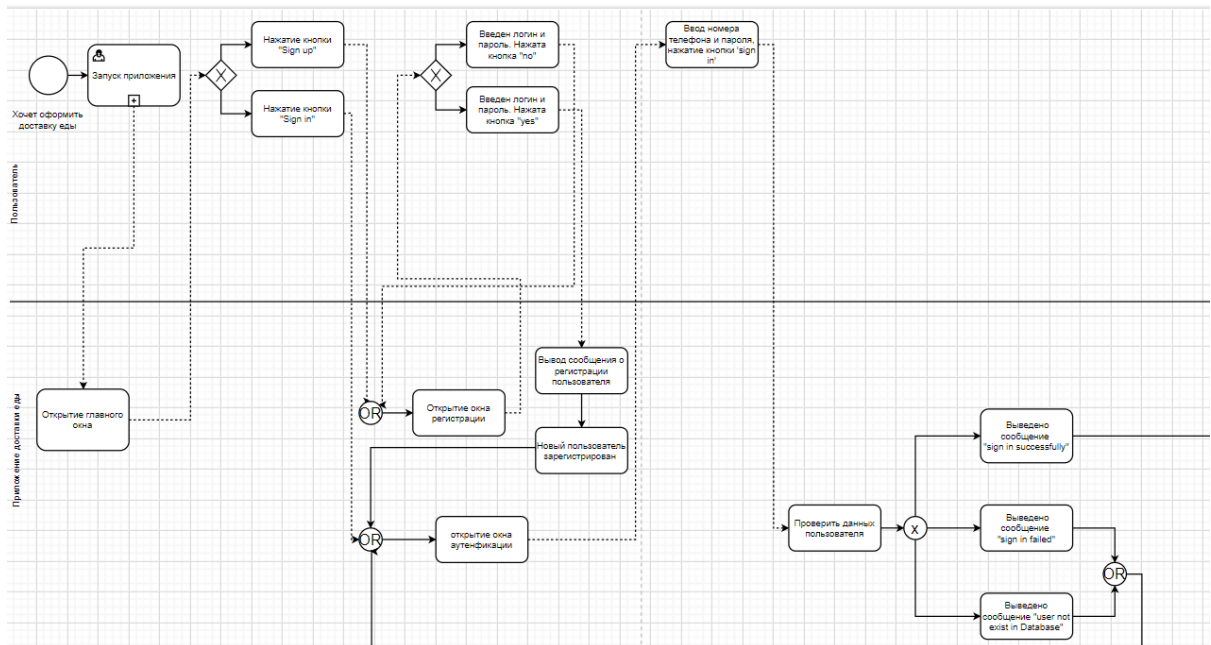 Хочет оформить
доставку еды
Запуск приложения
X
Нажатие кнопки
"Sign up"
Нажатие кнопки
"Sign in"
X
Введен логин и
пароль. Нажата
кнопка "no"
Введен логин и
пароль. Нажата
кнопка "yes"
Ввод номера
телефона и пароля,
нажатие кнопки 'sign
in'
Пользователь
Приложение доставки еды
Открытие главного
окна
OR
Открытие окна
регистрации
Вывод сообщения о
регистрации
пользователя
Новый пользователь
зарегистрирован
OR
открытие окна
аутенфикации
Проверить данных
пользователя
X
Выведено
сообщение
"sign in successfully"
Выведено
сообщение
"sign in failed"
OR
Выведено
сообщение "user not
exist in Database"